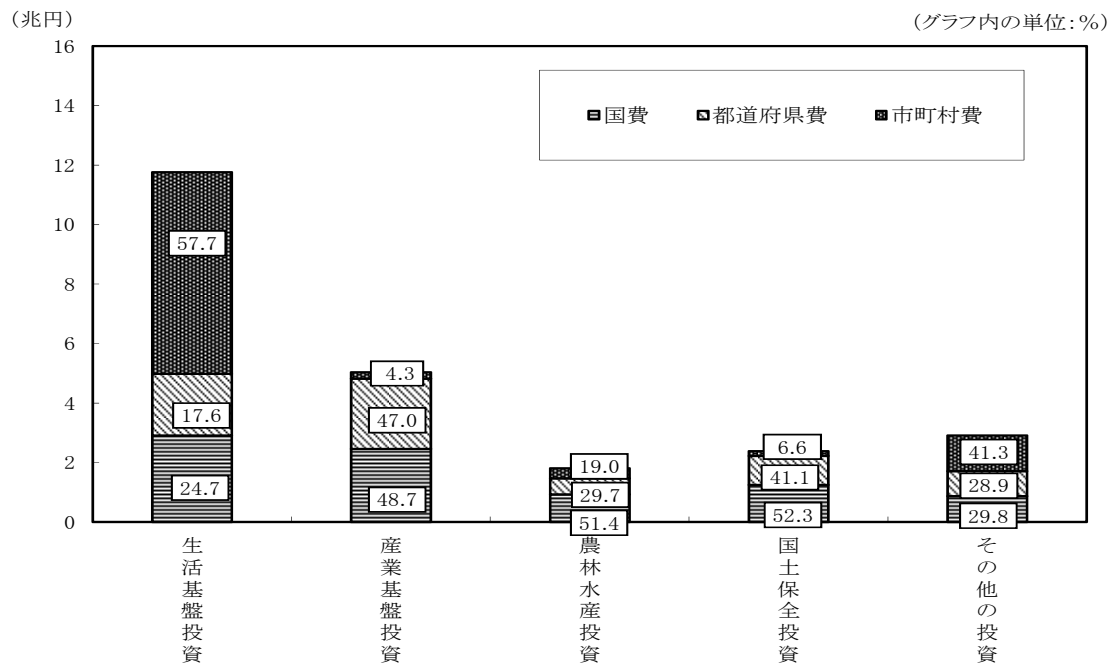 (兆円)
(グラフ内の単位:%)
16
14
12
10
8
6
4
2
0
国費
都道府県費
市町村費
57.7
17.6
24.7
4.3
47.0
48.7
19.0
29.7
51.4
6.6
41.1
52.3
41.3
28.9
29.8
生活基盤投資
産業基盤投資
農林水産投資
国土保全投資
その他の投資